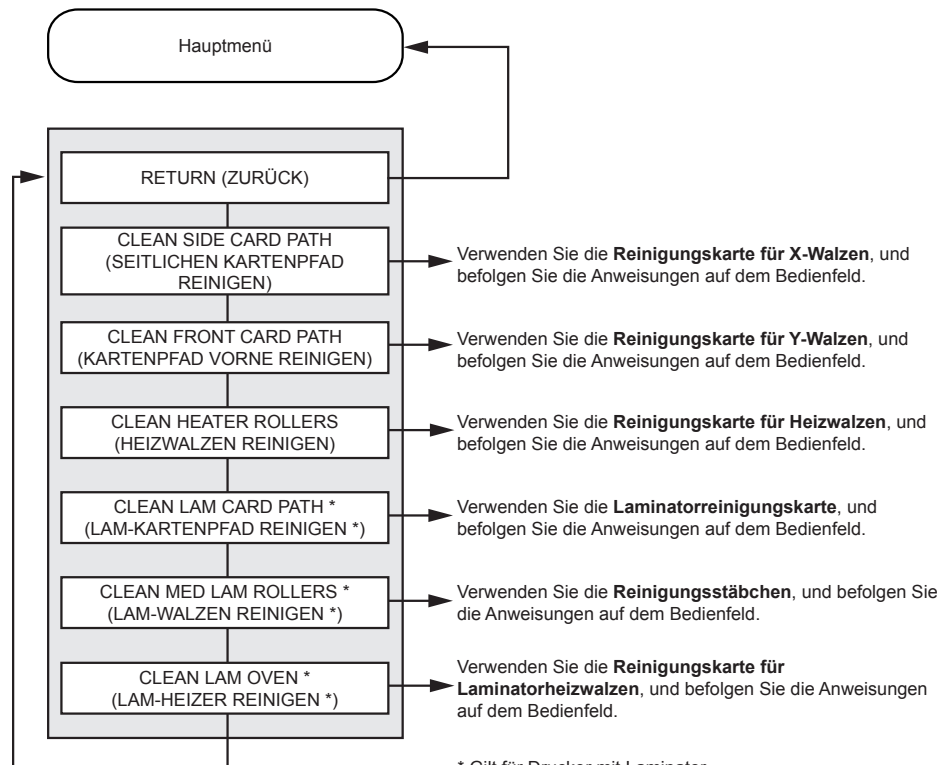 Hauptmenü
RETURN (ZURÜCK)
CLEAN SIDE CARD PATH
(SEITLICHEN KARTENPFAD
REINIGEN)
Verwenden Sie die Reinigungskarte für X-Walzen, und
befolgen Sie die Anweisungen auf dem Bedienfeld.
CLEAN FRONT CARD PATH
(KARTENPFAD VORNE REINIGEN)
Verwenden Sie die Reinigungskarte für Y-Walzen, und
befolgen Sie die Anweisungen auf dem Bedienfeld.
CLEAN HEATER ROLLERS
(HEIZWALZEN REINIGEN)
Verwenden Sie die Reinigungskarte für Heizwalzen, und
befolgen Sie die Anweisungen auf dem Bedienfeld.
CLEAN LAM CARD PATH *
(LAM-KARTENPFAD REINIGEN *)
Verwenden Sie die Laminatorreinigungskarte, und
befolgen Sie die Anweisungen auf dem Bedienfeld.
CLEAN MED LAM ROLLERS *
(LAM-WALZEN REINIGEN *)
Verwenden Sie die Reinigungsstäbchen, und befolgen Sie
die Anweisungen auf dem Bedienfeld.
CLEAN LAM OVEN *
(LAM-HEIZER REINIGEN *)
Verwenden Sie die Reinigungskarte für
Laminatorheizwalzen, und befolgen Sie die Anweisungen
auf dem Bedienfeld.
* Gilt für Drucker mit Laminator